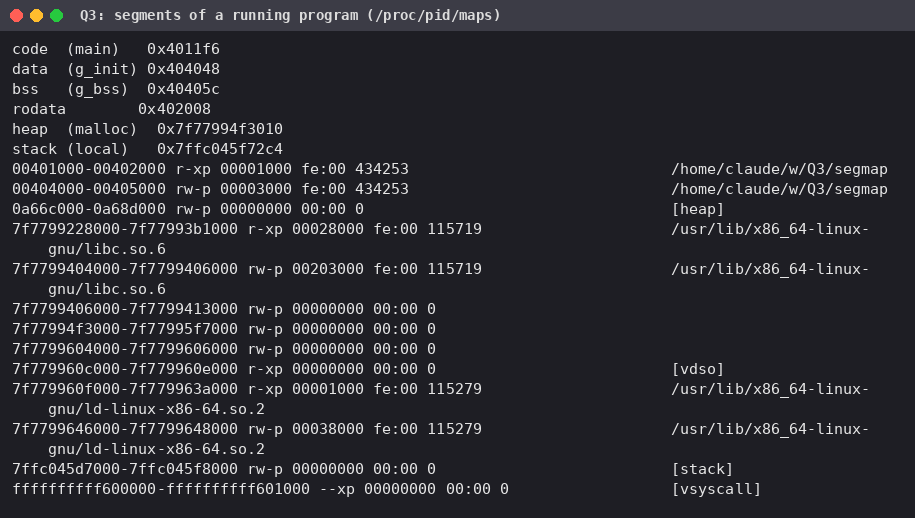 Q3: segments of a running program (/proc/pid/maps)
code  (main)   0x4011f6
data  (g_init) 0x404048
bss   (g_bss)  0x40405c
rodata        0x402008
heap  (malloc)  0x7f77994f3010
stack (local)   0x7ffc045f72c4
00401000-00402000 r-xp 00001000 fe:00 434253                             /home/claude/w/Q3/segmap
00404000-00405000 rw-p 00003000 fe:00 434253                             /home/claude/w/Q3/segmap
0a66c000-0a68d000 rw-p 00000000 00:00 0                                  [heap]
7f7799228000-7f77993b1000 r-xp 00028000 fe:00 115719                     /usr/lib/x86_64-linux-
    gnu/libc.so.6
7f7799404000-7f7799406000 rw-p 00203000 fe:00 115719                     /usr/lib/x86_64-linux-
    gnu/libc.so.6
7f7799406000-7f7799413000 rw-p 00000000 00:00 0
7f77994f3000-7f77995f7000 rw-p 00000000 00:00 0
7f7799604000-7f7799606000 rw-p 00000000 00:00 0
7f779960c000-7f779960e000 r-xp 00000000 00:00 0                          [vdso]
7f779960f000-7f779963a000 r-xp 00001000 fe:00 115279                     /usr/lib/x86_64-linux-
    gnu/ld-linux-x86-64.so.2
7f7799646000-7f7799648000 rw-p 00038000 fe:00 115279                     /usr/lib/x86_64-linux-
    gnu/ld-linux-x86-64.so.2
7ffc045d7000-7ffc045f8000 rw-p 00000000 00:00 0                          [stack]
ffffffffff600000-ffffffffff601000 --xp 00000000 00:00 0                  [vsyscall]